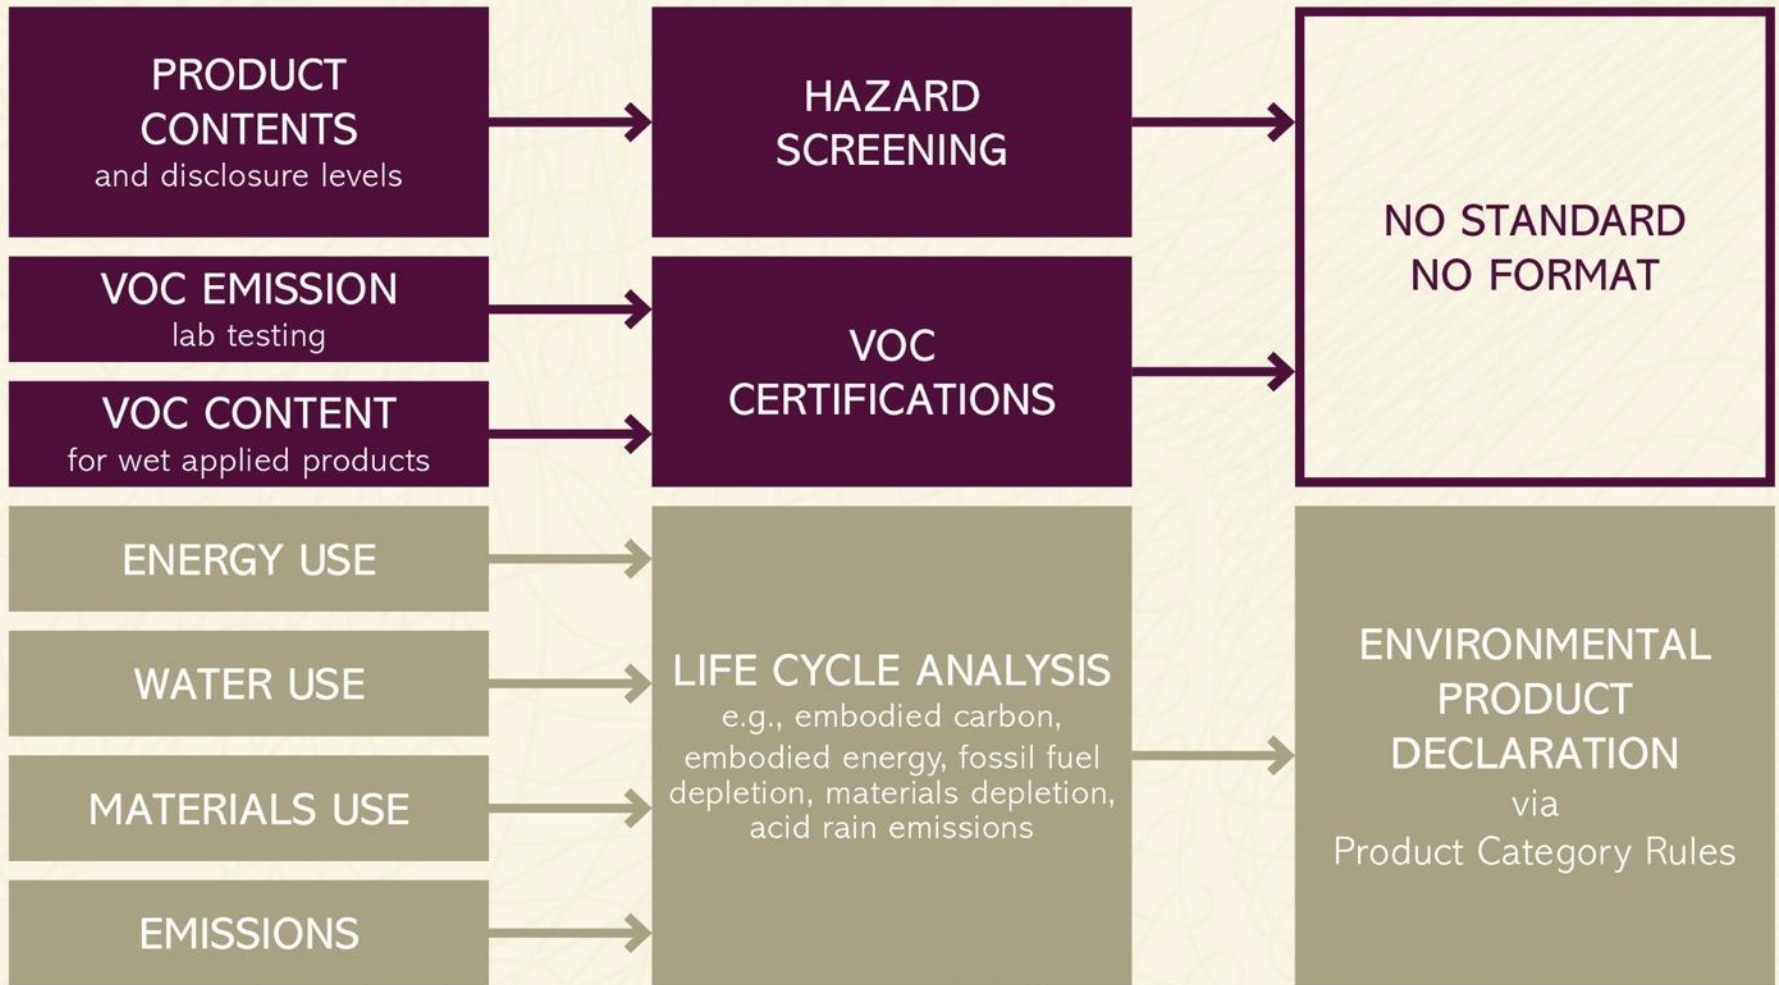 PRODUCT
CONTENTS
and disclosure levels
HAZARD
SCREENING
NO STANDARD
NO FORMAT
VOC EMISSION
lab testing
VOC CONTENT
for wet applied products
VOC
CERTIFICATIONS
ENERGY USE
WATER USE
MATERIALS USE
EMISSIONS
LIFE CYCLE ANALYSIS
e.g., embodied carbon,
embodied energy, fossil fuel
depletion, materials depletion,
acid rain emissions
ENVIRONMENTAL
PRODUCT
DECLARATION
via
Product Category Rules